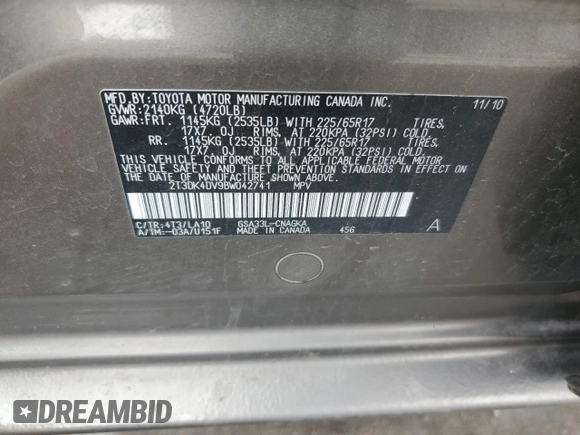 MFD.BY:TOYOTA MOTOR MANUFACTURING CANADA INC. 11/10
GVWR:2140KG (4720LB)
GAWR:FRT. 1145KG (2535LB) WITH 225/65R17 TIRES,
17X7. 0J RIMS, AT 220KPA (32PSI) COLD.
RR. 1145KG (2535LB) WITH 225/65R17 TIRES,
17X7. 0J RIMS, AT 220KPA (32PSI) COLD.
THIS VEHICLE CONFORMS TO ALL APPLICABLE FEDERAL MOTOR
VEHICLE SAFETY AND THEFT PREVENTION STANDARDS IN EFFECT ON
THE DATE OF MANUFACTURE SHOWN ABOVE.
2T3DK4DV9BW042741 MPV
C/TR:4T3/LA10 GSA33L-CNAGKA
A/TM:-03A/U151F MADE IN CANADA 456 A
DREAMBID